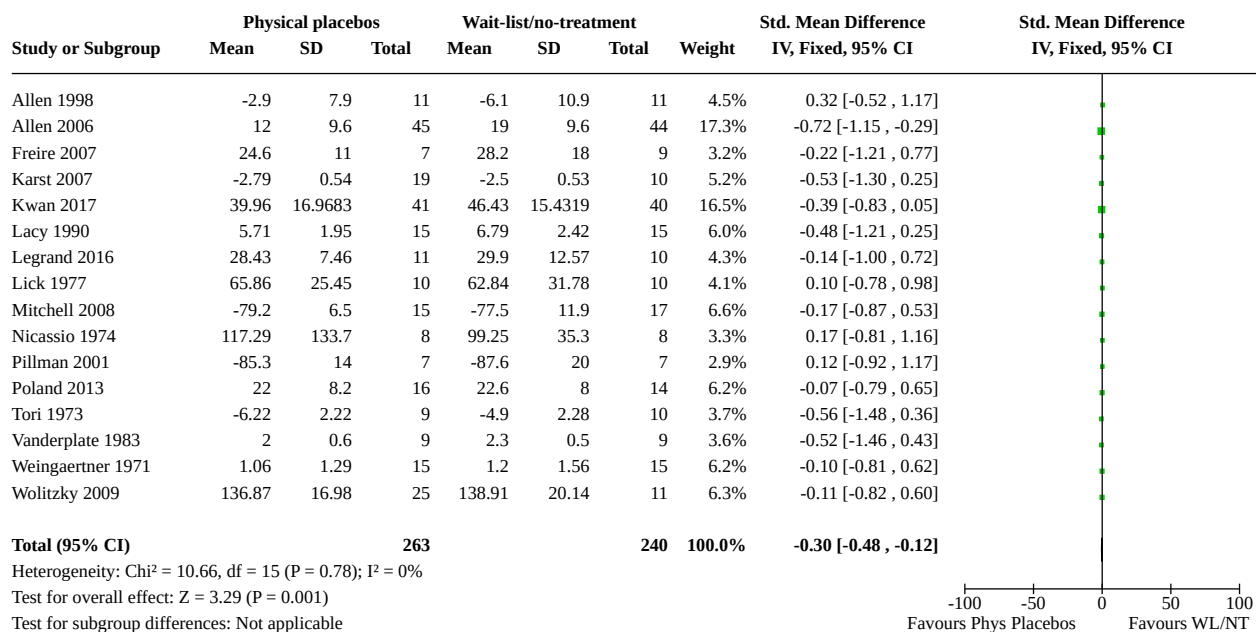 Physical placebos Wait-list/no-treatment Std. Mean Difference Std. Mean Difference
Study or Subgroup Mean SD Total Mean SD Total Weight IV, Fixed, 95% CI IV, Fixed, 95% CI
Allen 1998 -2.9 7.9 11 -6.1 10.9 11 4.5% 0.32 [-0.52 , 1.17]
Allen 2006 12 9.6 45 19 9.6 44 17.3% -0.72 [-1.15 , -0.29]
Freire 2007 24.6 11 7 28.2 18 9 3.2% -0.22 [-1.21 , 0.77]
Karst 2007 -2.79 0.54 19 -2.5 0.53 10 5.2% -0.53 [-1.30 , 0.25]
Kwan 2017 39.96 16.9683 41 46.43 15.4319 40 16.5% -0.39 [-0.83 , 0.05]
Lacy 1990 5.71 1.95 15 6.79 2.42 15 6.0% -0.48 [-1.21 , 0.25]
Legrand 2016 28.43 7.46 11 29.9 12.57 10 4.3% -0.14 [-1.00 , 0.72]
Lick 1977 65.86 25.45 10 62.84 31.78 10 4.1% 0.10 [-0.78 , 0.98]
Mitchell 2008 -79.2 6.5 15 -77.5 11.9 17 6.6% -0.17 [-0.87 , 0.53]
Nicassio 1974 117.29 133.7 8 99.25 35.3 8 3.3% 0.17 [-0.81 , 1.16]
Pillman 2001 -85.3 14 7 -87.6 20 7 2.9% 0.12 [-0.92 , 1.17]
Poland 2013 22 8.2 16 22.6 8 14 6.2% -0.07 [-0.79 , 0.65]
Tori 1973 -6.22 2.22 9 -4.9 2.28 10 3.7% -0.56 [-1.48 , 0.36]
Vanderplate 1983 2 0.6 9 2.3 0.5 9 3.6% -0.52 [-1.46 , 0.43]
Weingaertner 1971 1.06 1.29 15 1.2 1.56 15 6.2% -0.10 [-0.81 , 0.62]
Wolitzky 2009 136.87 16.98 25 138.91 20.14 11 6.3% -0.11 [-0.82 , 0.60]
Total (95% CI) 263 240 100.0% -0.30 [-0.48 , -0.12]
Heterogeneity: Chi² = 10.66, df = 15 (P = 0.78); I² = 0%
Test for overall effect: Z = 3.29 (P = 0.001)
-100 -50 0 50 100
Test for subgroup differences: Not applicable
Favours Phys Placebos Favours WL/NT